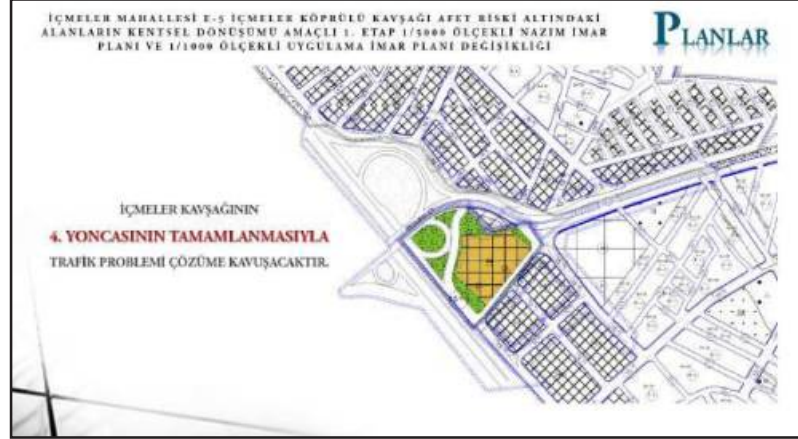 İÇMELER MAHALLESİ E-5 İÇMELER KÖPRÜLÜ KAVŞAĞI AFET RİSKİ ALTINDAKİ
ALANLARIN KENTSEL DÖNÜŞÜMÜ AMAÇLI 1. ETAP 1/5000 ÖLÇEKLİ NAZIM İMAR
PLANI VE 1/1000 ÖLÇEKLİ UYGULAMA İMAR PLANI DEĞİŞİKLİĞİ
PLANLAR
İÇMELER KAVŞAĞININ
4. YONCASININ TAMAMLANMASIYLA
TRAFİK PROBLEMİ ÇÖZÜME KAVUŞACAKTIR.